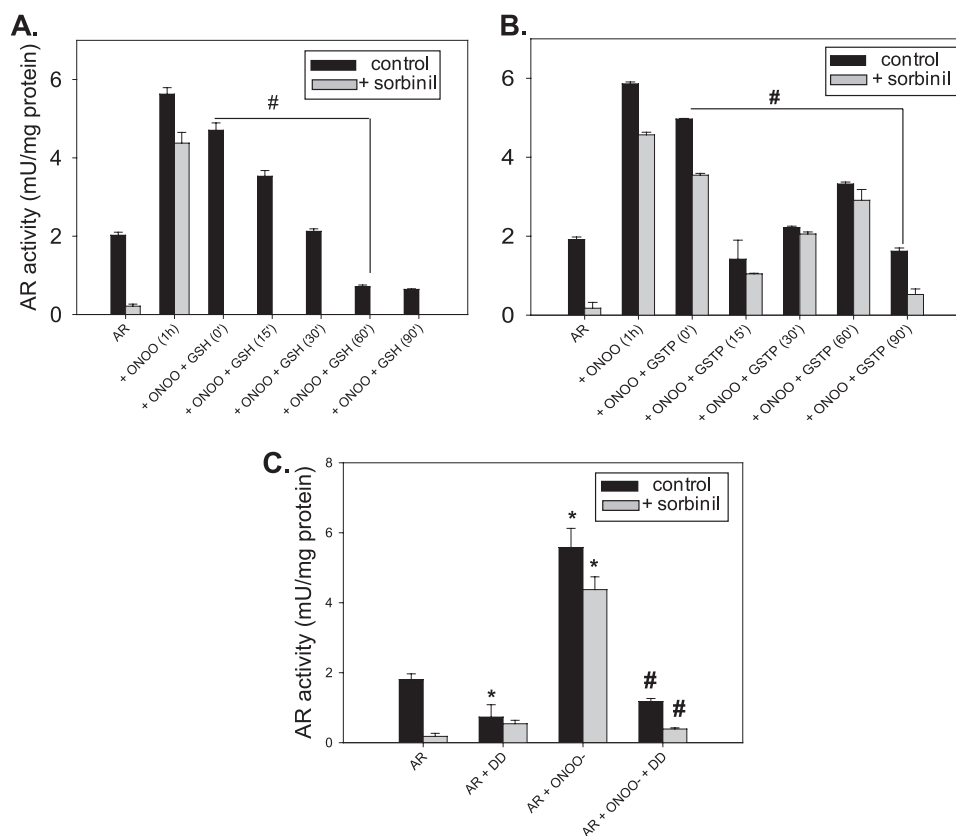 A.
control
+ sorbinil
#
AR activity (mU/mg protein)
6
4
2
0
AR
+ ONOO (1h)
+ ONOO + GSH (0')
+ ONOO + GSH (15')
+ ONOO + GSH (30')
+ ONOO + GSH (60')
+ ONOO + GSH (90')
B.
control
+ sorbinil
#
6
4
2
0
AR
+ ONOO (1h)
+ ONOO + GSTP (0')
+ ONOO + GSTP (15')
+ ONOO + GSTP (30')
+ ONOO + GSTP (60')
+ ONOO + GSTP (90')
C.
control
+ sorbinil
AR activity (mU/mg protein)
8
6
4
2
0
*
*
*
#
#
AR
AR + DD
AR + ONOO-
AR + ONOO- + DD